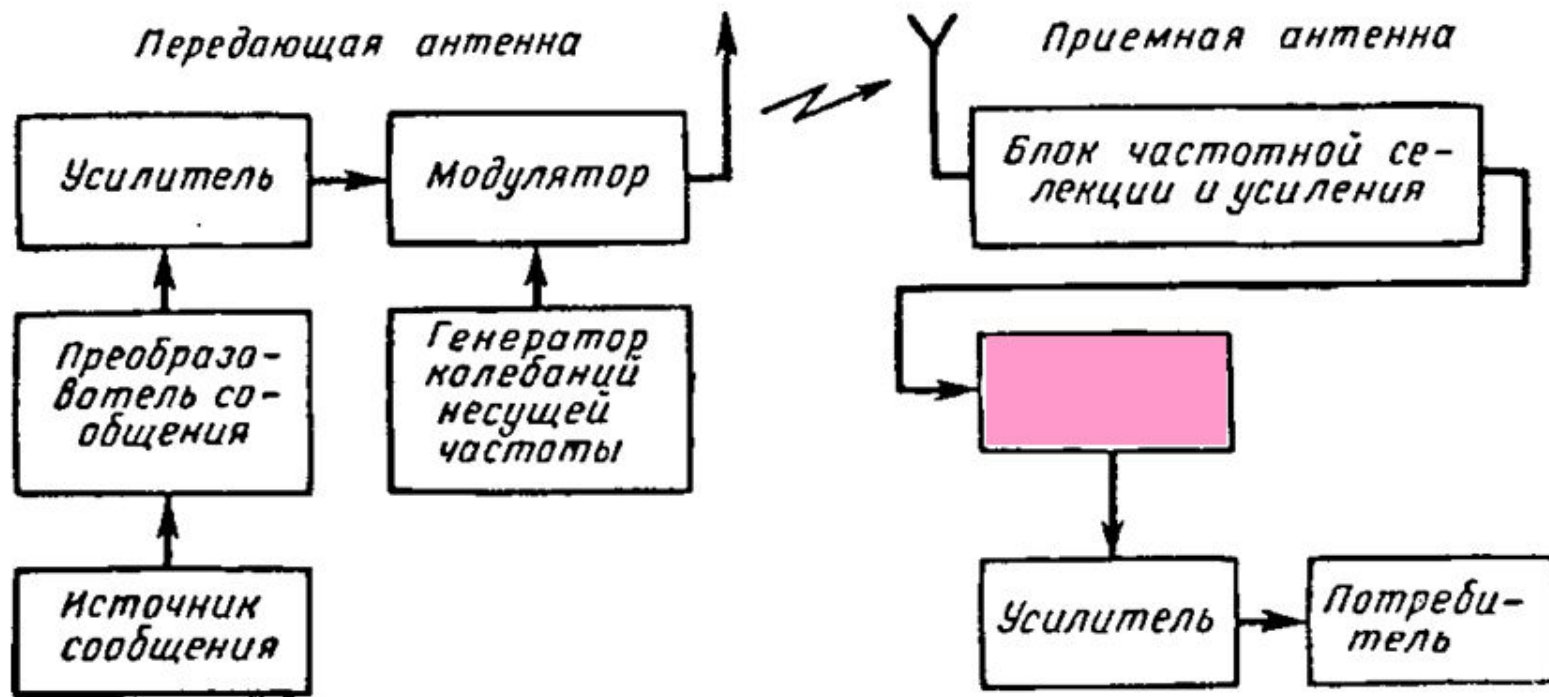 Передающая антенна
Приемная антенна
Усилитель
Модулятор
Блок частотной се-
лекции и усиления
Преобразо-
ватель со-
общения
Генератор
колебаний
несущей
частоты
Источник
сообщения
Усилитель
Потреби-
тель